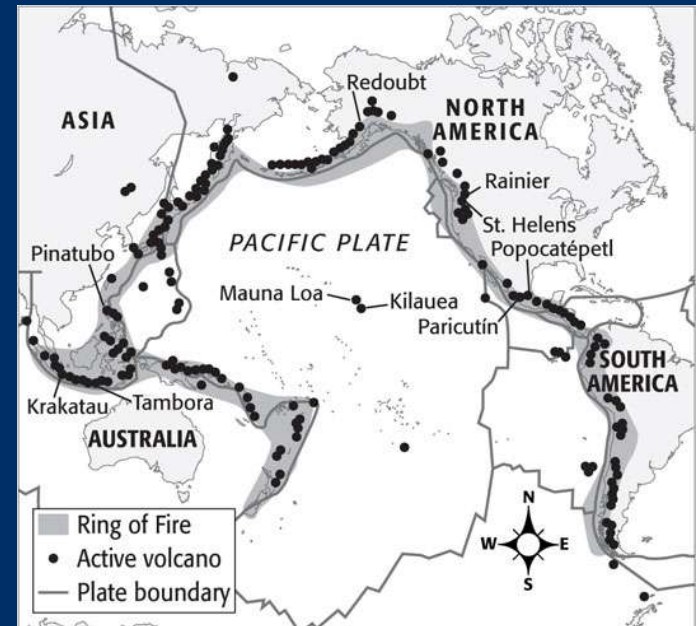 Redoubt
ASIA
NORTH
AMERICA
Rainier
St. Helens
Popocatépetl
Pinatubo
PACIFIC PLATE
Mauna Loa
Kilauea
Paricutín
SOUTH
AMERICA
Krakatau
Tambora
AUSTRALIA
Ring of Fire
Active volcano
Plate boundary
N
W
E
S